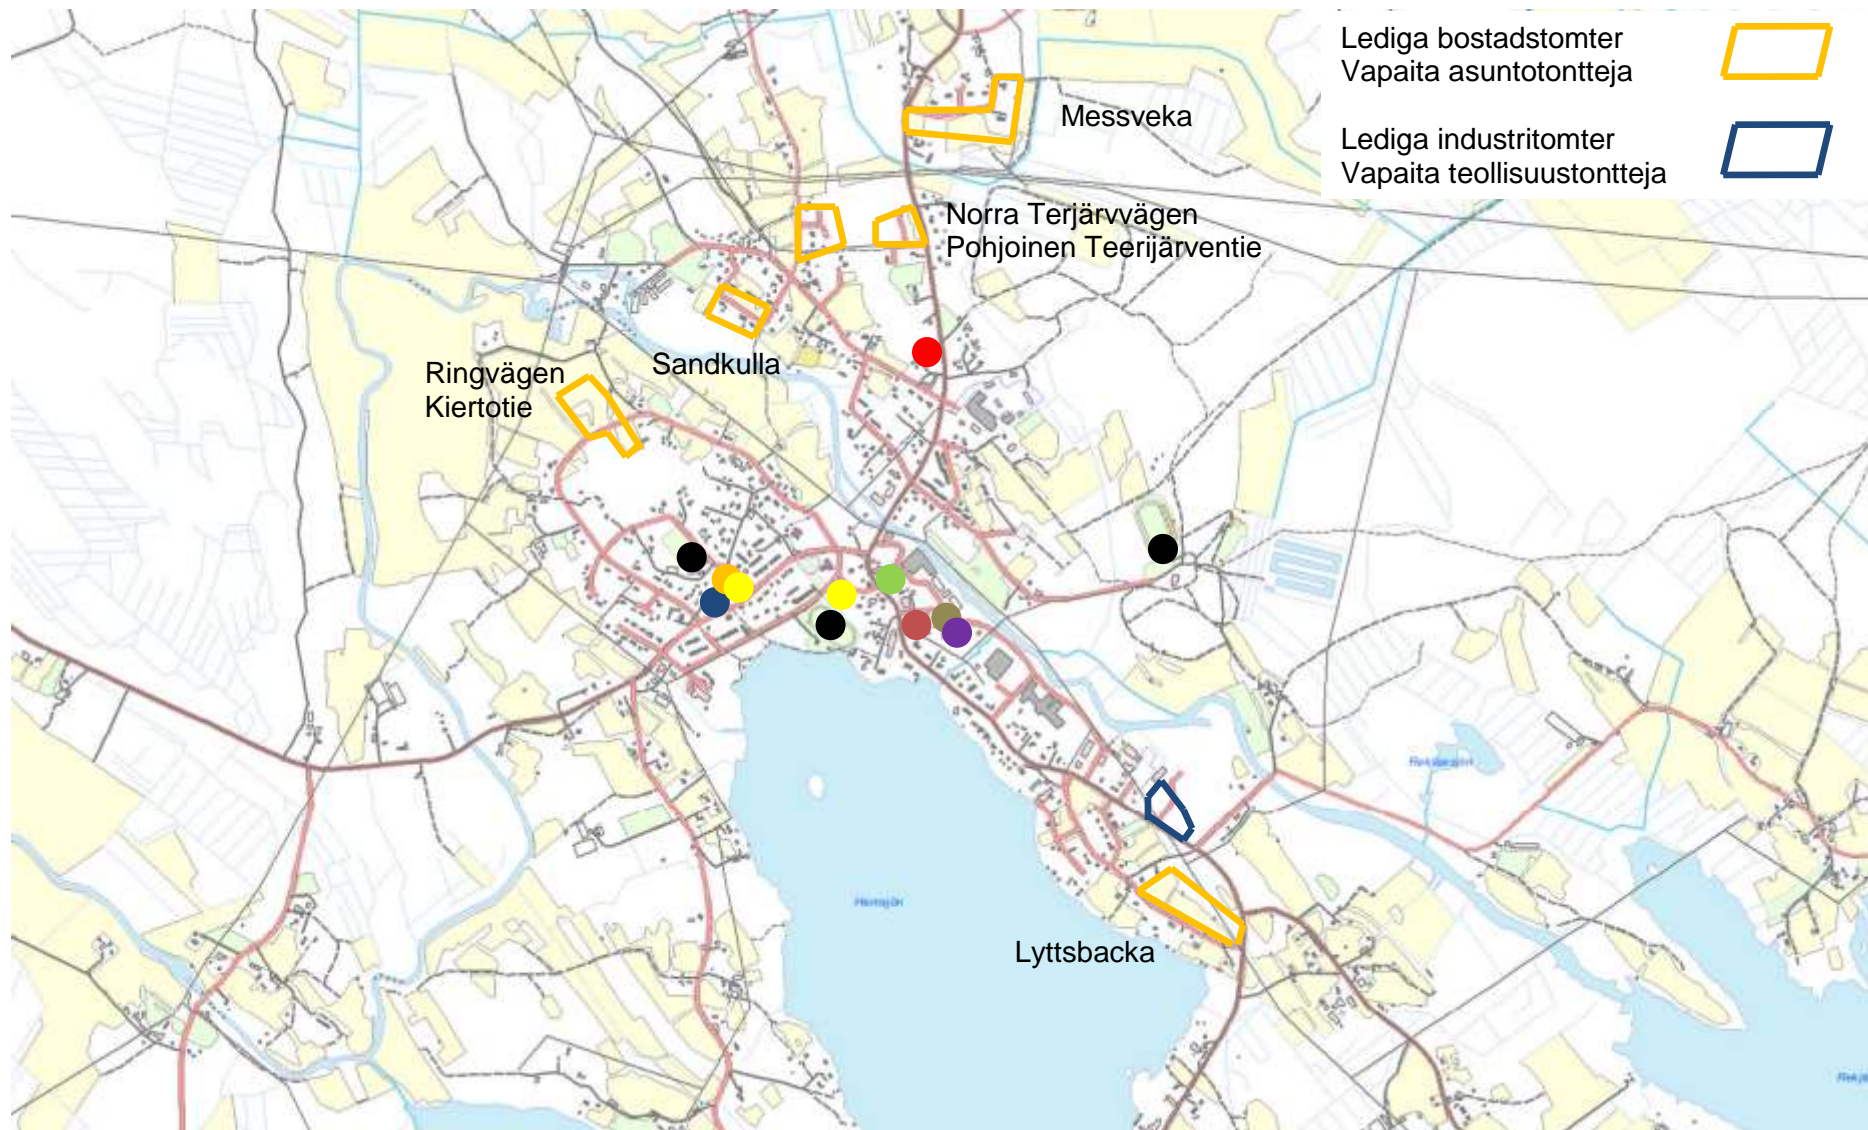 Lediga bostadstomter
Vapaita asuntotontteja
Messveka
Lediga industritomter
Vapaita teollisuustontteja
Norra Terjärvvägen
Pohjoinen Teerijärventie
Sandkulla
Ringvägen
Kiertotie
Lyttsbacka